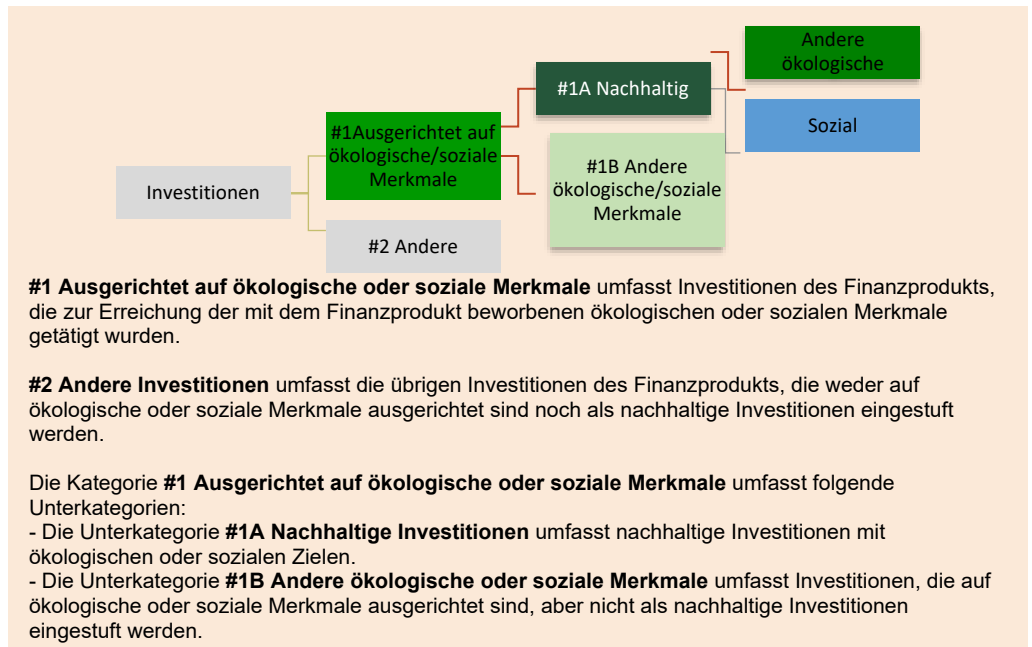 Andere
ökologische
#1A Nachhaltig
Sozial
#1Ausgerichtet auf
ökologische/soziale
Merkmale
#1B Andere
ökologische/soziale
Merkmale
Investitionen
#2 Andere
#1 Ausgerichtet auf ökologische oder soziale Merkmale umfasst Investitionen des Finanzprodukts,
die zur Erreichung der mit dem Finanzprodukt beworbenen ökologischen oder sozialen Merkmale
getätigt wurden.
#2 Andere Investitionen umfasst die übrigen Investitionen des Finanzprodukts, die weder auf
ökologische oder soziale Merkmale ausgerichtet sind noch als nachhaltige Investitionen eingestuft
werden.
Die Kategorie #1 Ausgerichtet auf ökologische oder soziale Merkmale umfasst folgende
Unterkategorien:
- Die Unterkategorie #1A Nachhaltige Investitionen umfasst nachhaltige Investitionen mit
ökologischen oder sozialen Zielen.
- Die Unterkategorie #1B Andere ökologische oder soziale Merkmale umfasst Investitionen, die auf
ökologische oder soziale Merkmale ausgerichtet sind, aber nicht als nachhaltige Investitionen
eingestuft werden.